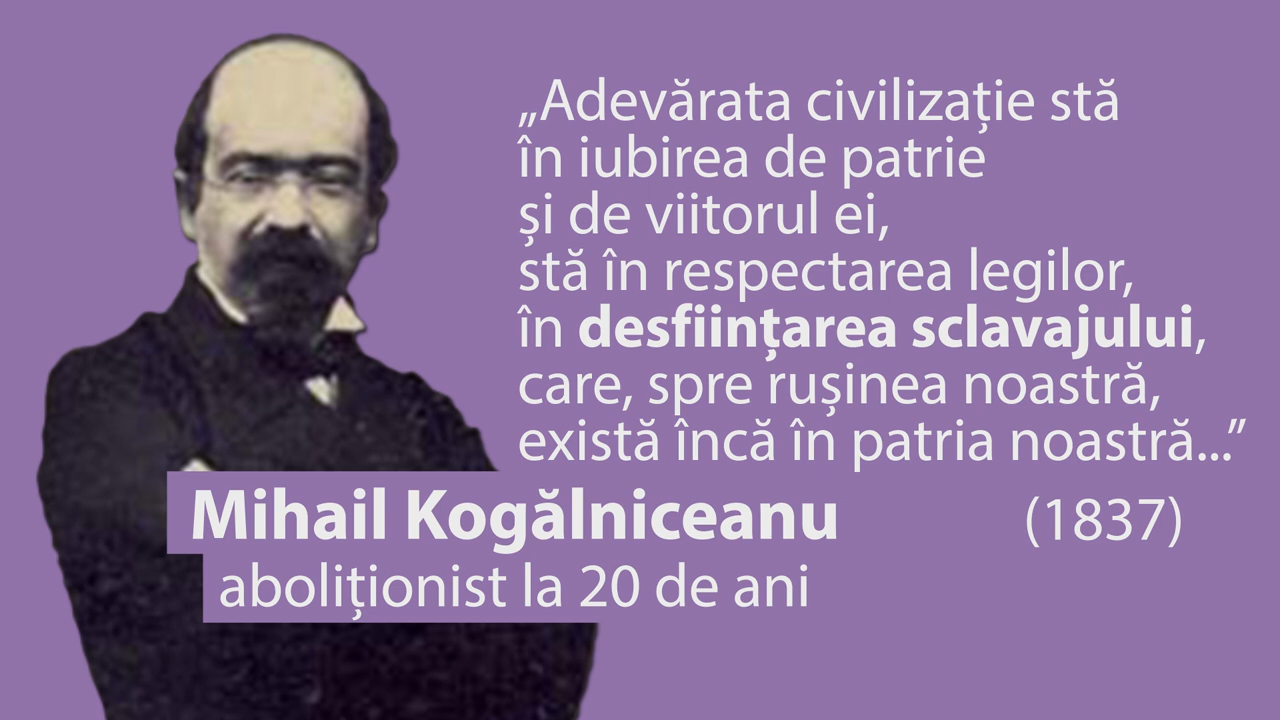 „Adevărata civilizație stă
în iubirea de patrie
și de viitorul ei,
stă în respectarea legilor,
în desființarea sclavajului,
care, spre rușinea noastră,
există încă în patria noastră...”
Mihail Kogălniceanu (1837)
aboliționist la 20 de ani